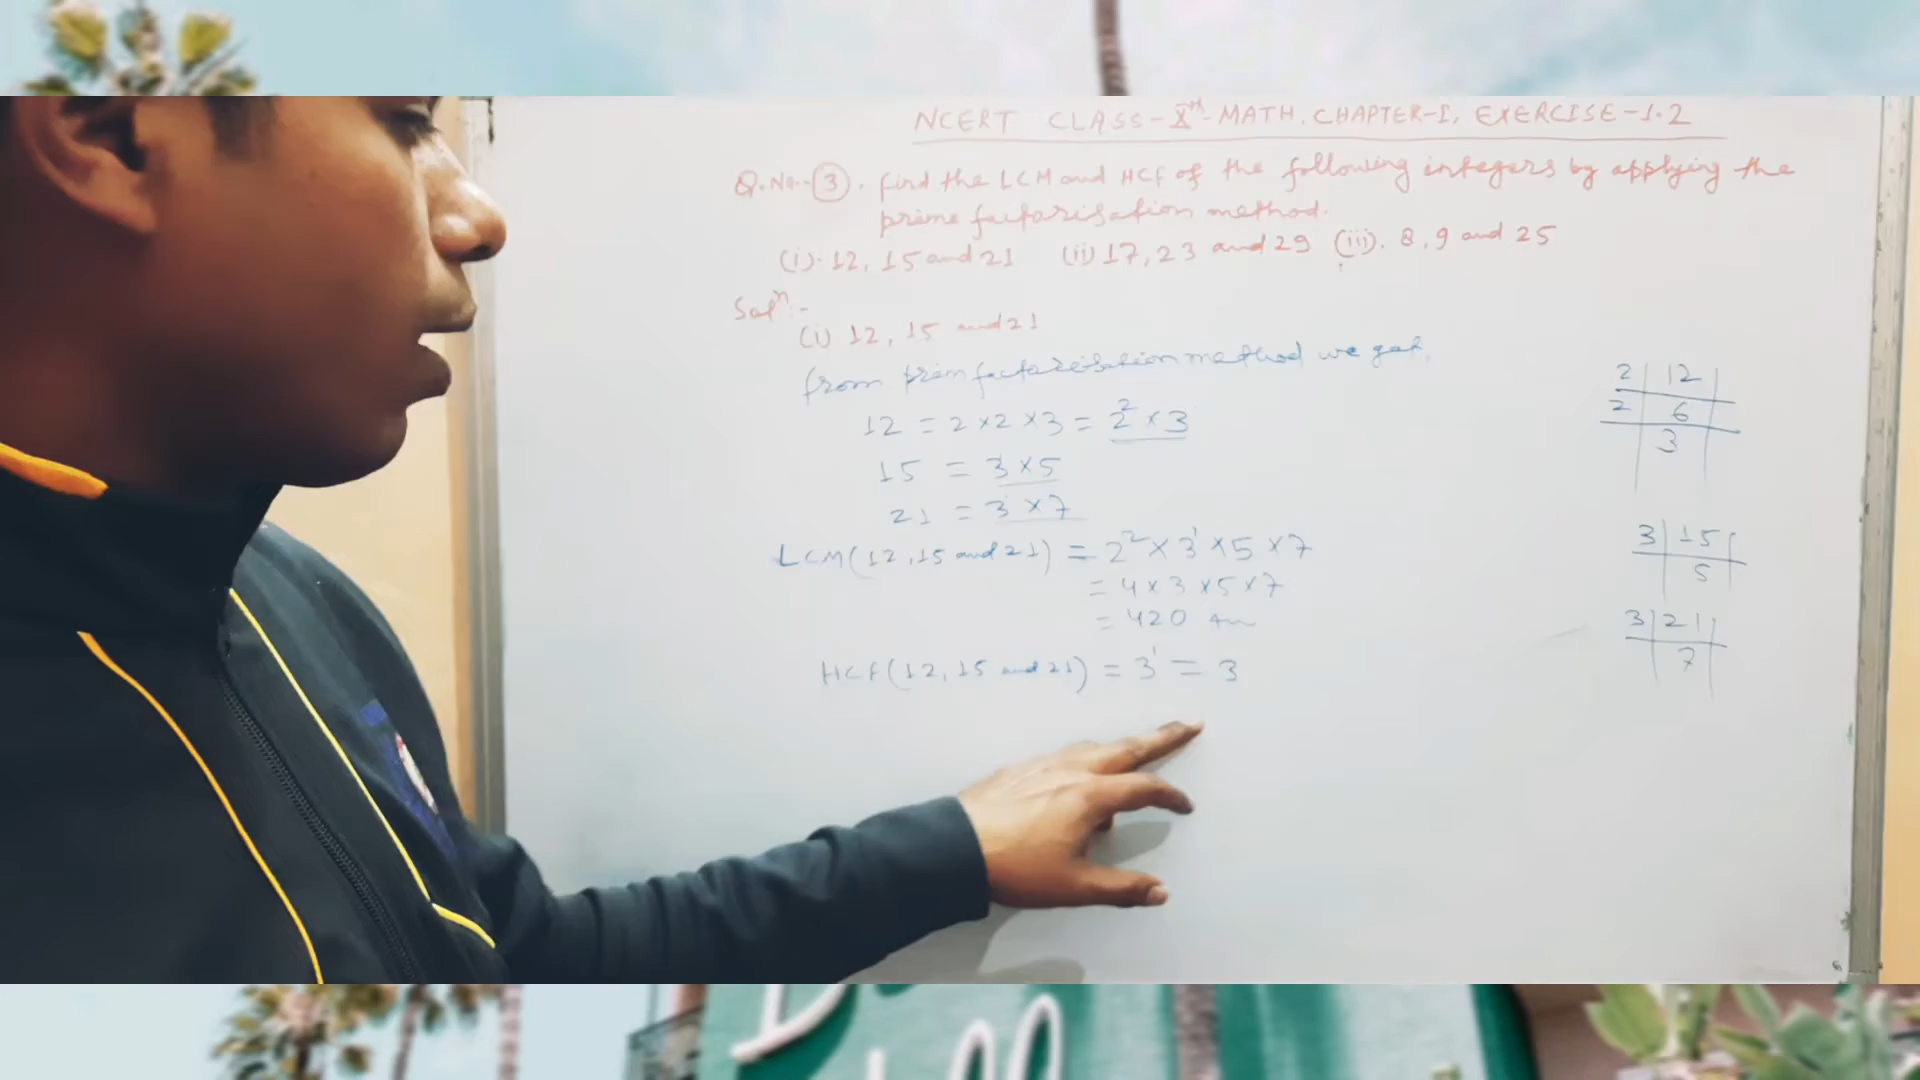 NCERT CLASS-Xth-MATH, CHAPTER-I, EXERCISE-1.2
Q.No.-(3). Find the LCM and HCF of the following integers by applying the
prime factorisation method.
(i). 12, 15 and 21 (ii) 17, 23 and 29 (iii). 8, 9 and 25
Solⁿ:-
(i) 12, 15 and 21
from prim factorisation method we get,
12 = 2×2×3 = 2²×3
15 = 3×5
21 = 3×7
LCM(12,15 and 21) = 2²×3¹×5×7
= 4×3×5×7
= 420 An
HCF(12,15 and 21) = 3¹ = 3
2 | 12
2 | 6
3
3 | 15
5
3 | 21
7